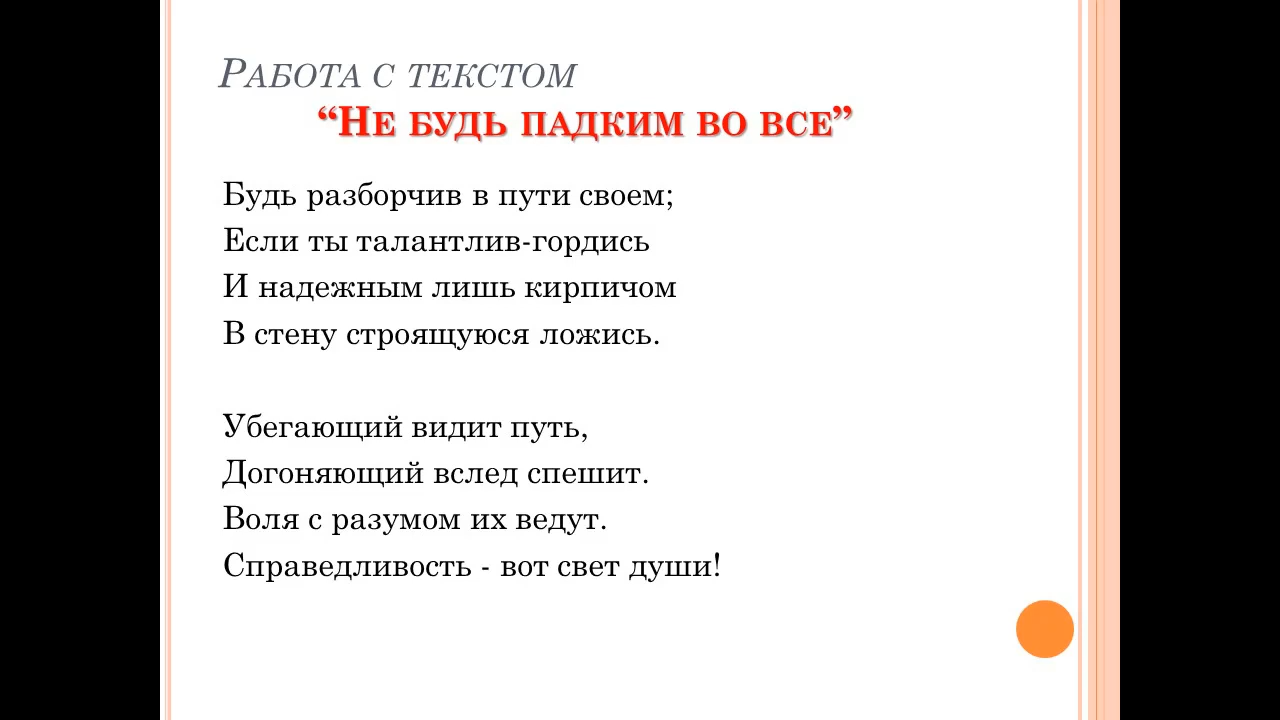 Работа с текстом
“Не будь падким во все”
Будь разборчив в пути своем;
Если ты талантлив-гордись
И надежным лишь кирпичом
В стену строящуюся ложись.
Убегающий видит путь,
Догоняющий вслед спешит.
Воля с разумом их ведут.
Справедливость - вот свет души!